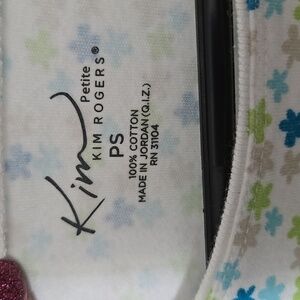 Kim
Petite
KIM ROGERS®
PS
100% COTTON
MADE IN JORDAN (Q.I.Z.)
RN 31104